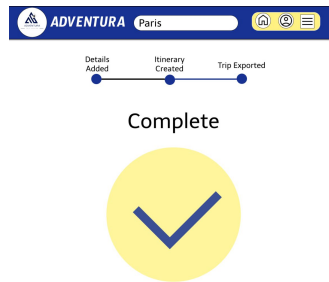 ADVENTURA
Paris
Details
Added
Itinerary
Created
Trip Exported
Complete